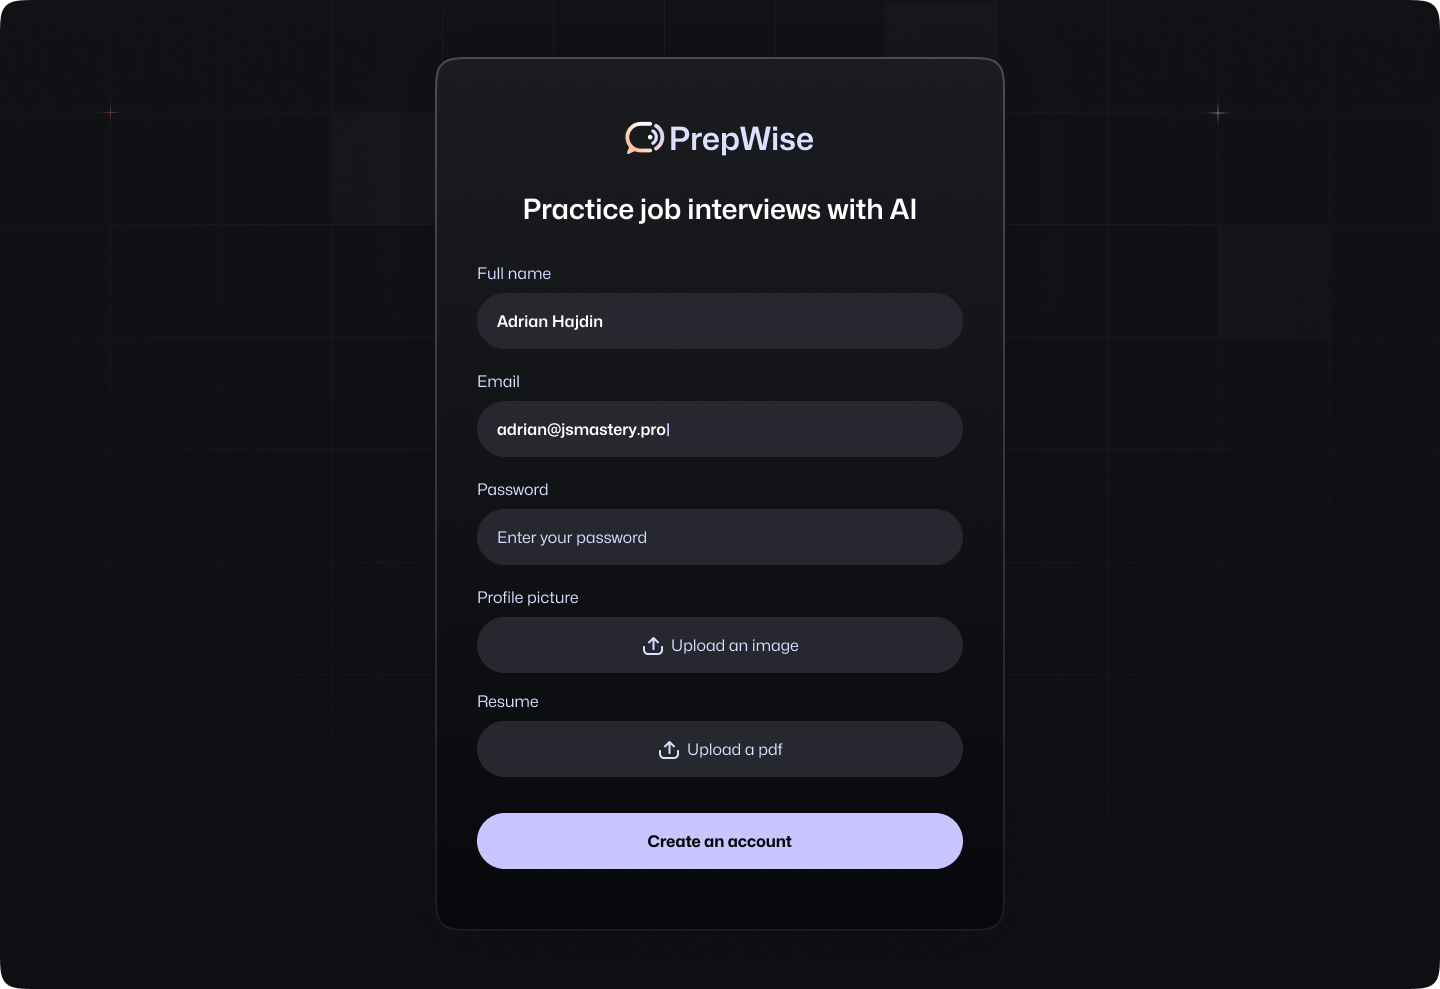 PrepWise
Practice job interviews with AI
Full name
Adrian Hajdin
Email
adrian@jsmastery.pro
Password
Enter your password
Profile picture
Upload an image
Resume
Upload a pdf
Create an account